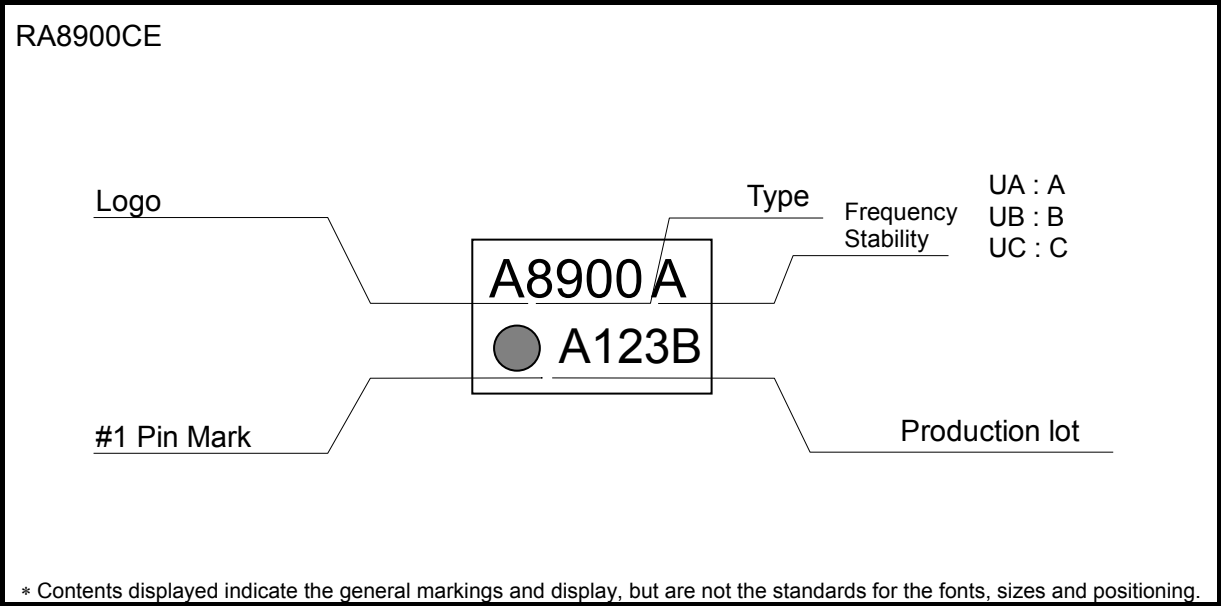 RA8900CE
Logo
Type
Frequency
Stability
UA : A
UB : B
UC : C
A8900 A
A123B
#1 Pin Mark
Production lot
* Contents displayed indicate the general markings and display, but are not the standards for the fonts, sizes and positioning.